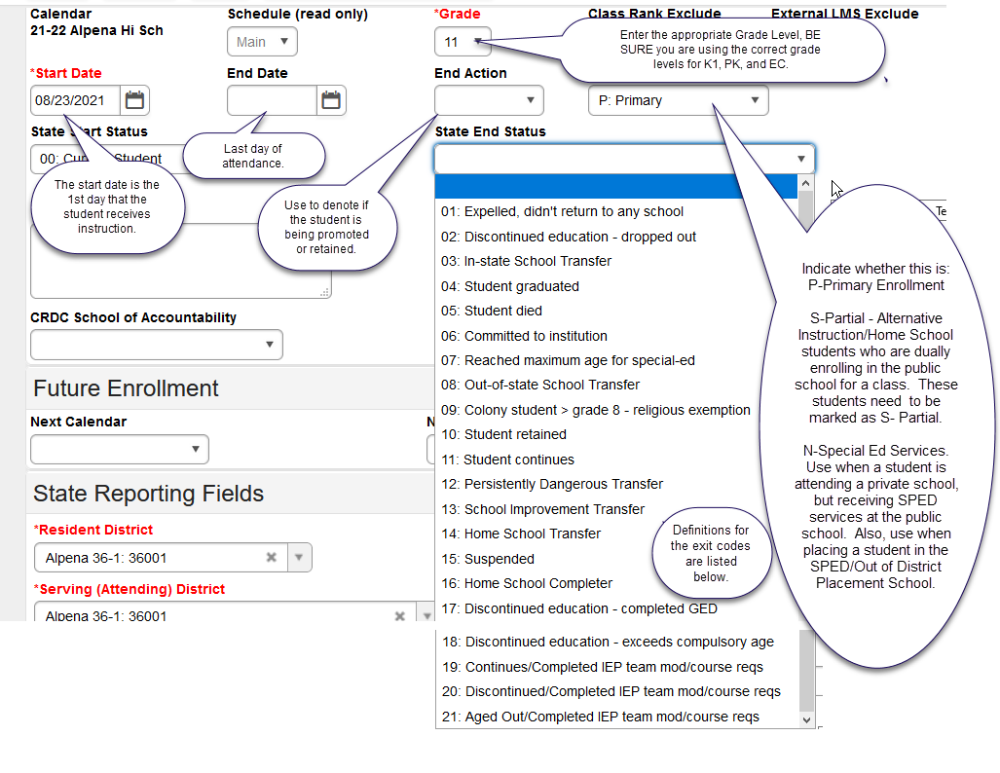 Calendar
21-22 Alpena Hi Sch
Schedule (read only)
Main
*Grade
11
Class Rank Exclude
External LMS Exclude
Enter the appropriate Grade Level, BE
SURE you are using the correct grade
levels for K1, PK, and EC.
*Start Date
08/23/2021
End Date
End Action
P: Primary
State Start Status
00: Current Student
Last day of
attendance.
The start date is the
1st day that the
student receives
instruction.
Use to denote if
the student is
being promoted
or retained.
State End Status
01: Expelled, didn't return to any school
02: Discontinued education - dropped out
03: In-state School Transfer
04: Student graduated
05: Student died
06: Committed to institution
07: Reached maximum age for special-ed
08: Out-of-state School Transfer
09: Colony student > grade 8 - religious exemption
10: Student retained
11: Student continues
12: Persistently Dangerous Transfer
13: School Improvement Transfer
14: Home School Transfer
15: Suspended
16: Home School Completer
17: Discontinued education - completed GED
18: Discontinued education - exceeds compulsory age
19: Continues/Completed IEP team mod/course reqs
20: Discontinued/Completed IEP team mod/course reqs
21: Aged Out/Completed IEP team mod/course reqs
Definitions for
the exit codes
are listed
below.
Te
Indicate whether this is:
P-Primary Enrollment
S-Partial - Alternative
Instruction/Home School
students who are dually
enrolling in the public
school for a class. These
students need to be
marked as S- Partial.
N-Special Ed Services.
Use when a student is
attending a private school,
but receiving SPED
services at the public
school. Also, use when
placing a student in the
SPED/Out of District
Placement School.
CRDC School of Accountability
Future Enrollment
Next Calendar
N
State Reporting Fields
*Resident District
Alpena 36-1: 36001
*Serving (Attending) District
Alpena 36-1: 36001